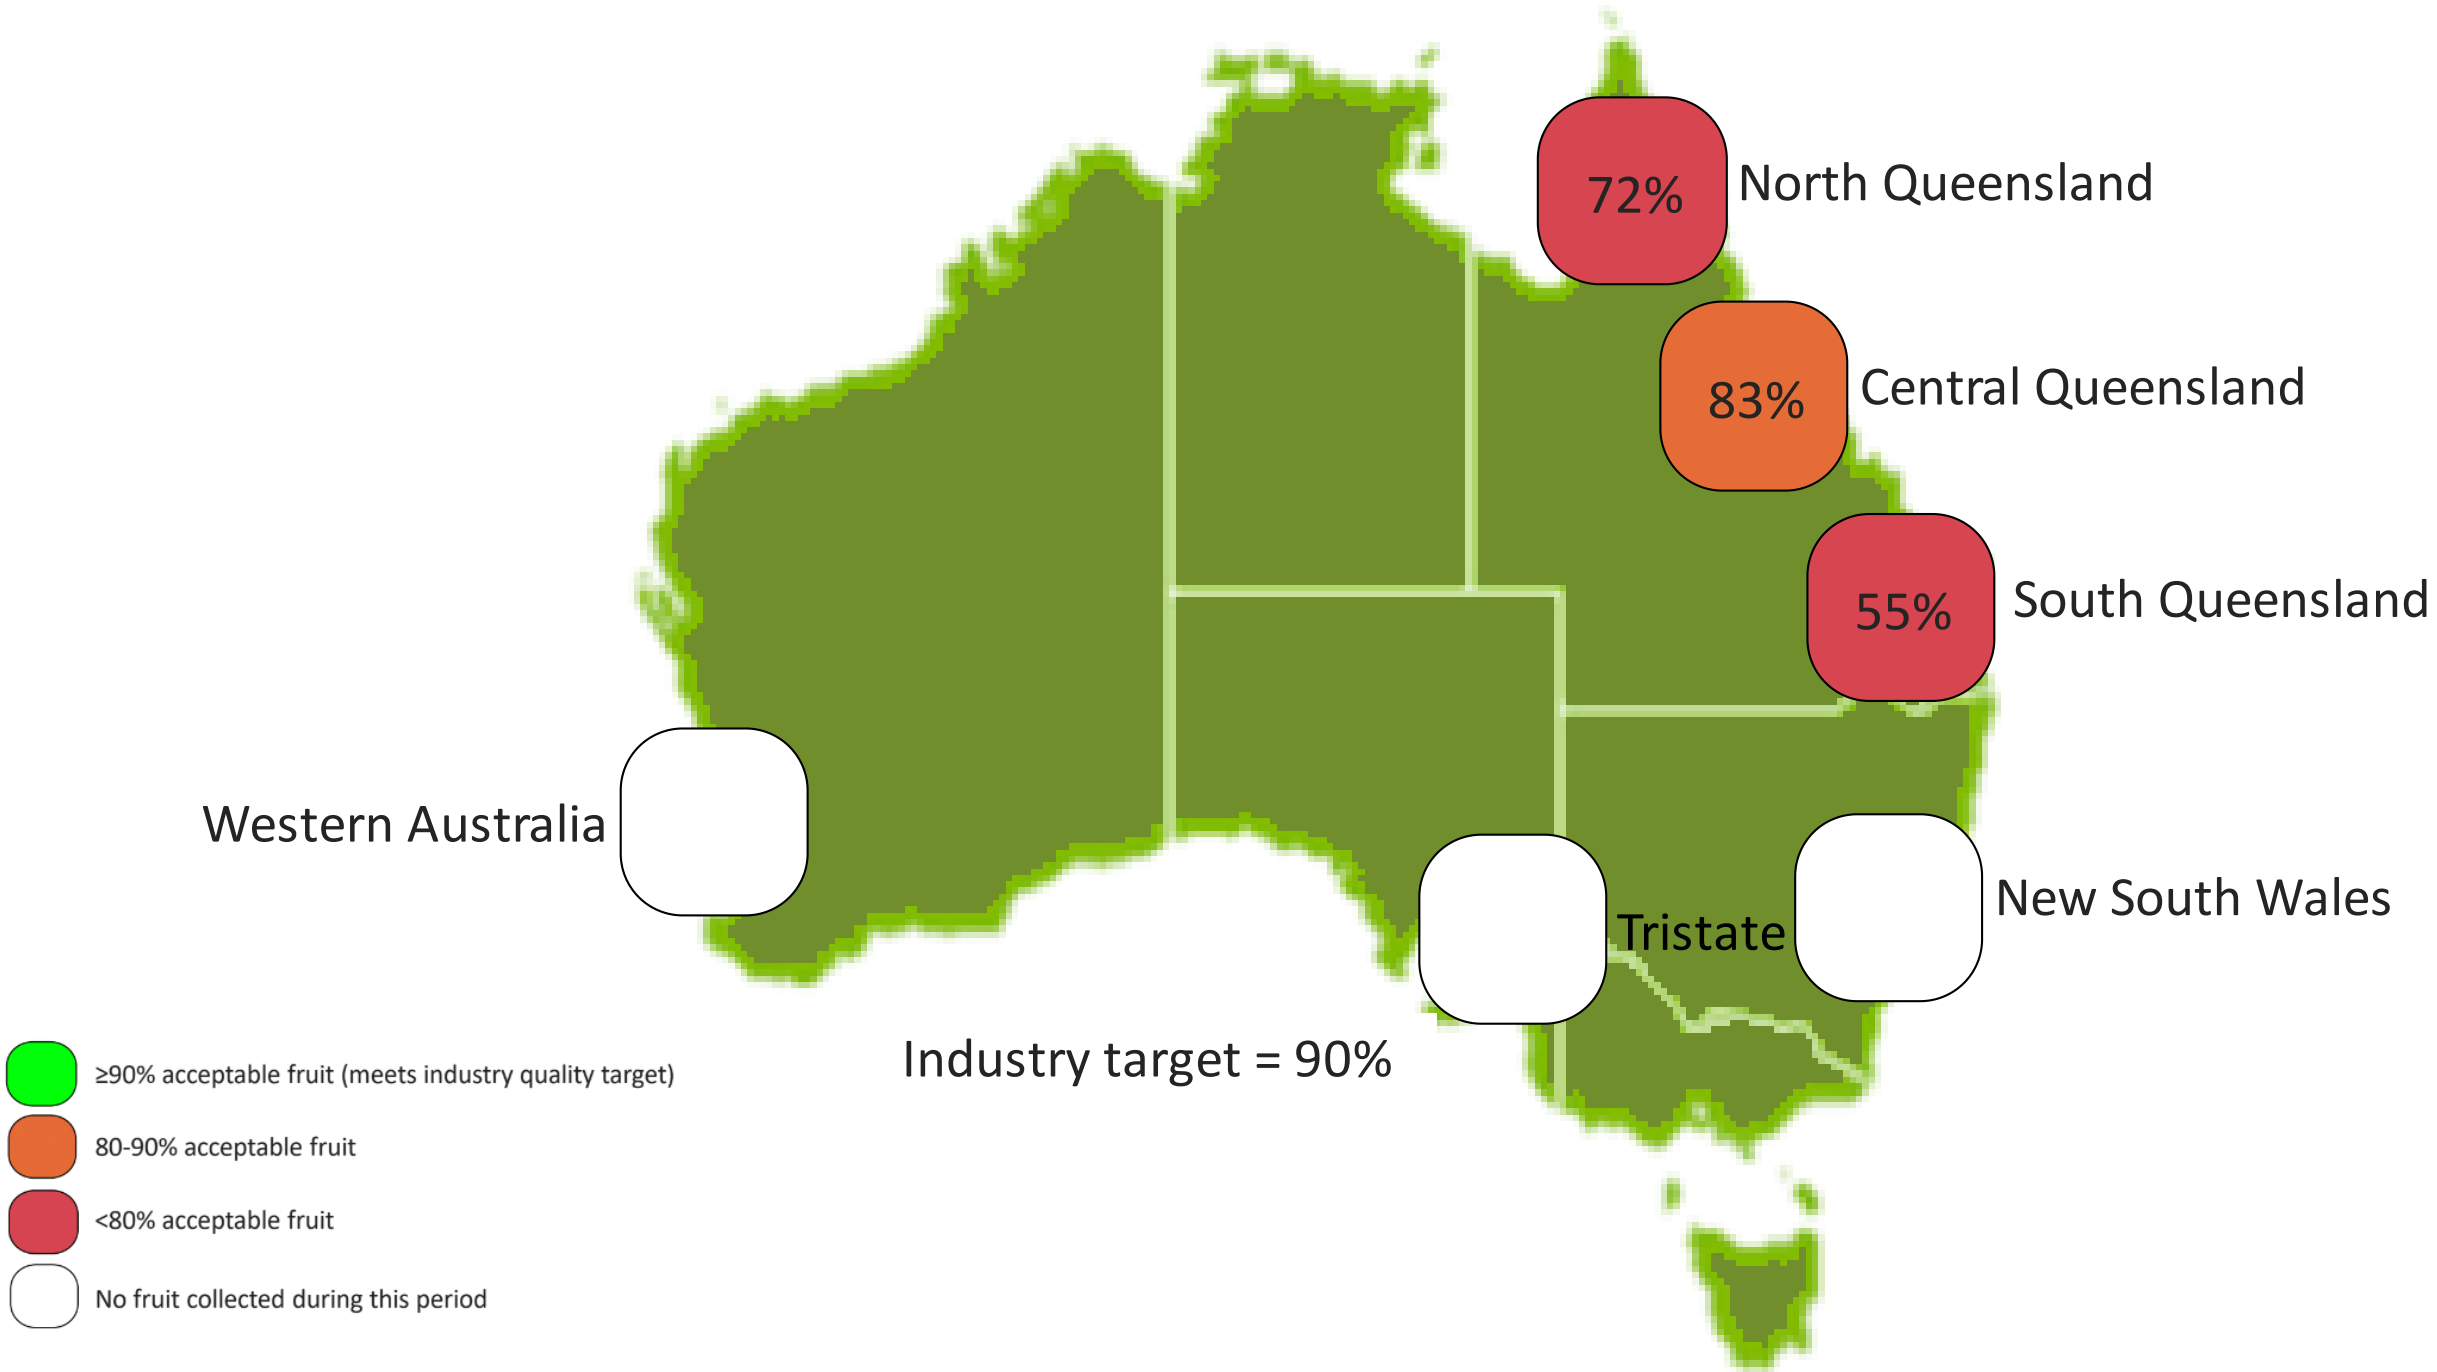 72%
North Queensland
83%
Central Queensland
55%
South Queensland
Western Australia
Tristate
New South Wales
Industry target = 90%
≥90% acceptable fruit (meets industry quality target)
80-90% acceptable fruit
<80% acceptable fruit
No fruit collected during this period